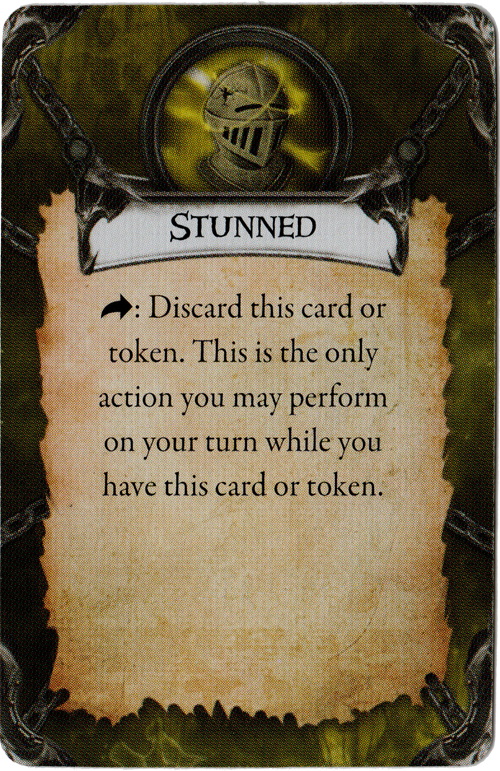 STUNNED
➦: Discard this card or
token. This is the only
action you may perform
on your turn while you
have this card or token.